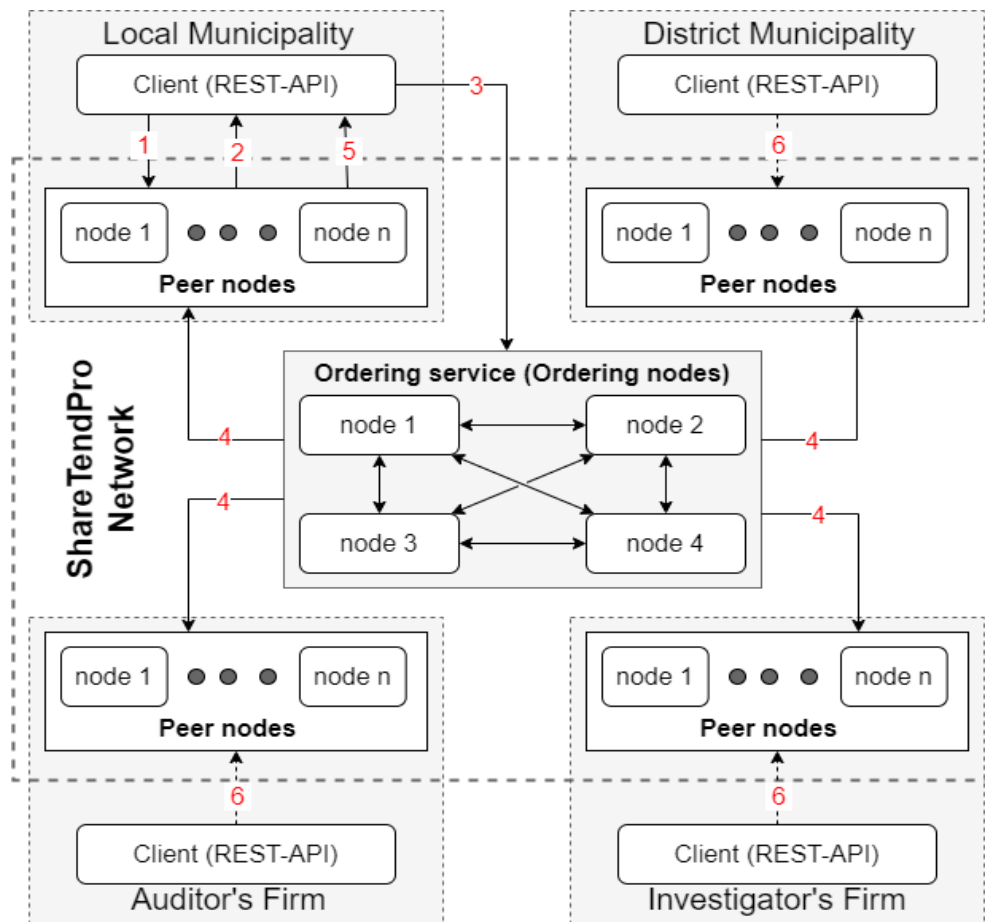 Local Municipality
Client (REST-API)
1
2
5
3
node 1
node n
Peer nodes
District Municipality
Client (REST-API)
6
node 1
node n
Peer nodes
ShareTendPro
Network
Ordering service (Ordering nodes)
node 1
node 2
node 3
node 4
4
4
4
4
node 1
node n
Peer nodes
6
Client (REST-API)
Auditor's Firm
node 1
node n
Peer nodes
6
Client (REST-API)
Investigator's Firm